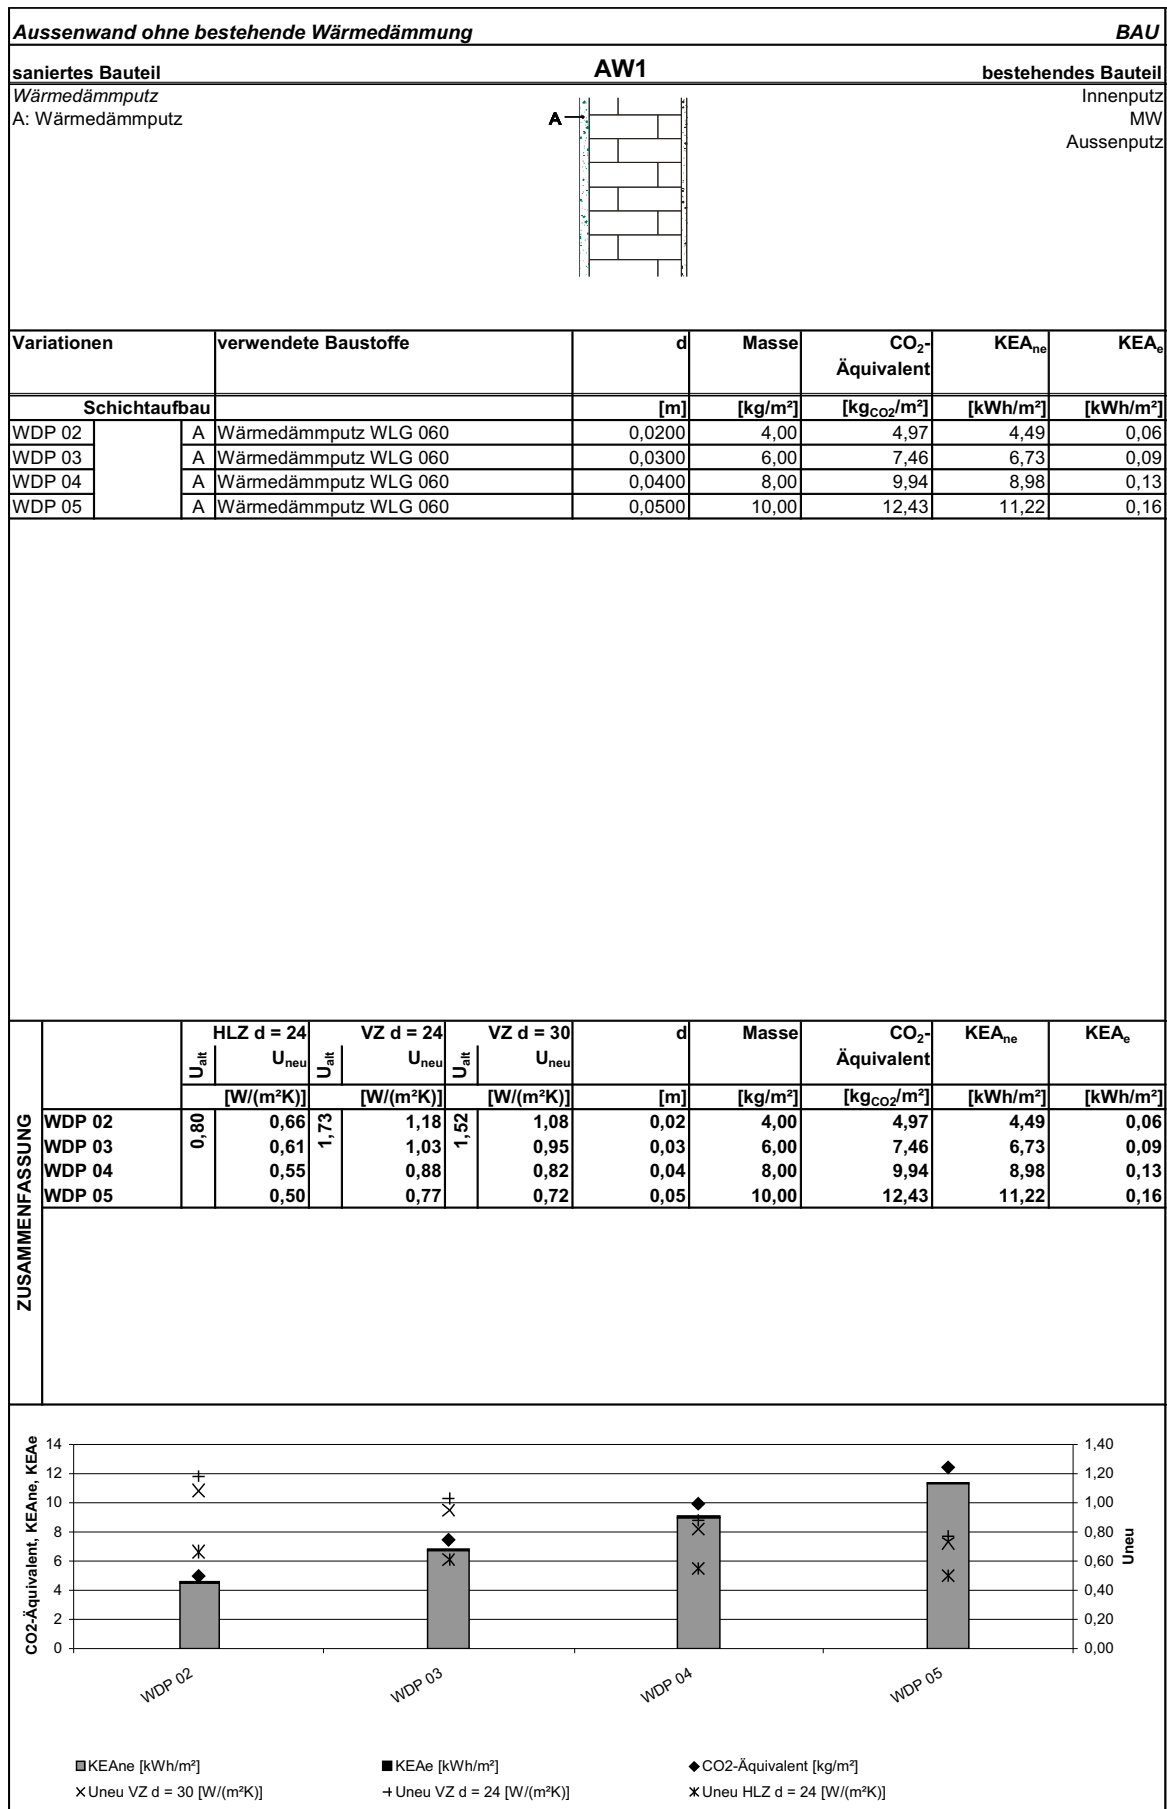 Aussenwand ohne bestehende Wärmedämmung BAU
saniertes Bauteil AW1 bestehendes Bauteil
Wärmedämmputz Innenputz
A: Wärmedämmputz A MW
Aussenputz
Variationen verwendete Baustoffe d Masse CO₂- KEAₙₑ KEAₑ
Äquivalent
Schichtaufbau [m] [kg/m²] [kg_CO2/m²] [kWh/m²] [kWh/m²]
WDP 02 A Wärmedämmputz WLG 060 0,0200 4,00 4,97 4,49 0,06
WDP 03 A Wärmedämmputz WLG 060 0,0300 6,00 7,46 6,73 0,09
WDP 04 A Wärmedämmputz WLG 060 0,0400 8,00 9,94 8,98 0,13
WDP 05 A Wärmedämmputz WLG 060 0,0500 10,00 12,43 11,22 0,16
ZUSAMMENFASSUNG
HLZ d = 24 VZ d = 24 VZ d = 30 d Masse CO₂- KEAₙₑ KEAₑ
U_alt U_neu U_alt U_neu U_alt U_neu Äquivalent
[W/(m²K)] [W/(m²K)] [W/(m²K)] [m] [kg/m²] [kg_CO2/m²] [kWh/m²] [kWh/m²]
WDP 02 0,80 0,66 1,73 1,18 1,52 1,08 0,02 4,00 4,97 4,49 0,06
WDP 03 0,61 1,03 0,95 0,03 6,00 7,46 6,73 0,09
WDP 04 0,55 0,88 0,82 0,04 8,00 9,94 8,98 0,13
WDP 05 0,50 0,77 0,72 0,05 10,00 12,43 11,22 0,16
CO2-Äquivalent, KEAne, KEAe
14 1,40
12 1,20
10 1,00
8 0,80
6 0,60
4 0,40
2 0,20
0 0,00
Uneu
WDP 02 WDP 03 WDP 04 WDP 05
KEAne [kWh/m²] KEAe [kWh/m²] CO2-Äquivalent [kg/m²]
Uneu VZ d = 30 [W/(m²K)] Uneu VZ d = 24 [W/(m²K)] Uneu HLZ d = 24 [W/(m²K)]